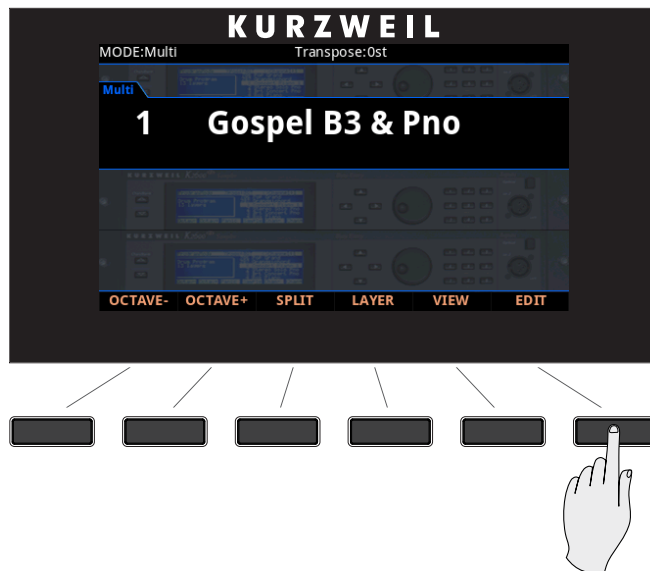 KURZWEIL
MODE:Multi Transpose:0st
Multi
1 Gospel B3 & Pno
OCTAVE- OCTAVE+ SPLIT LAYER VIEW EDIT